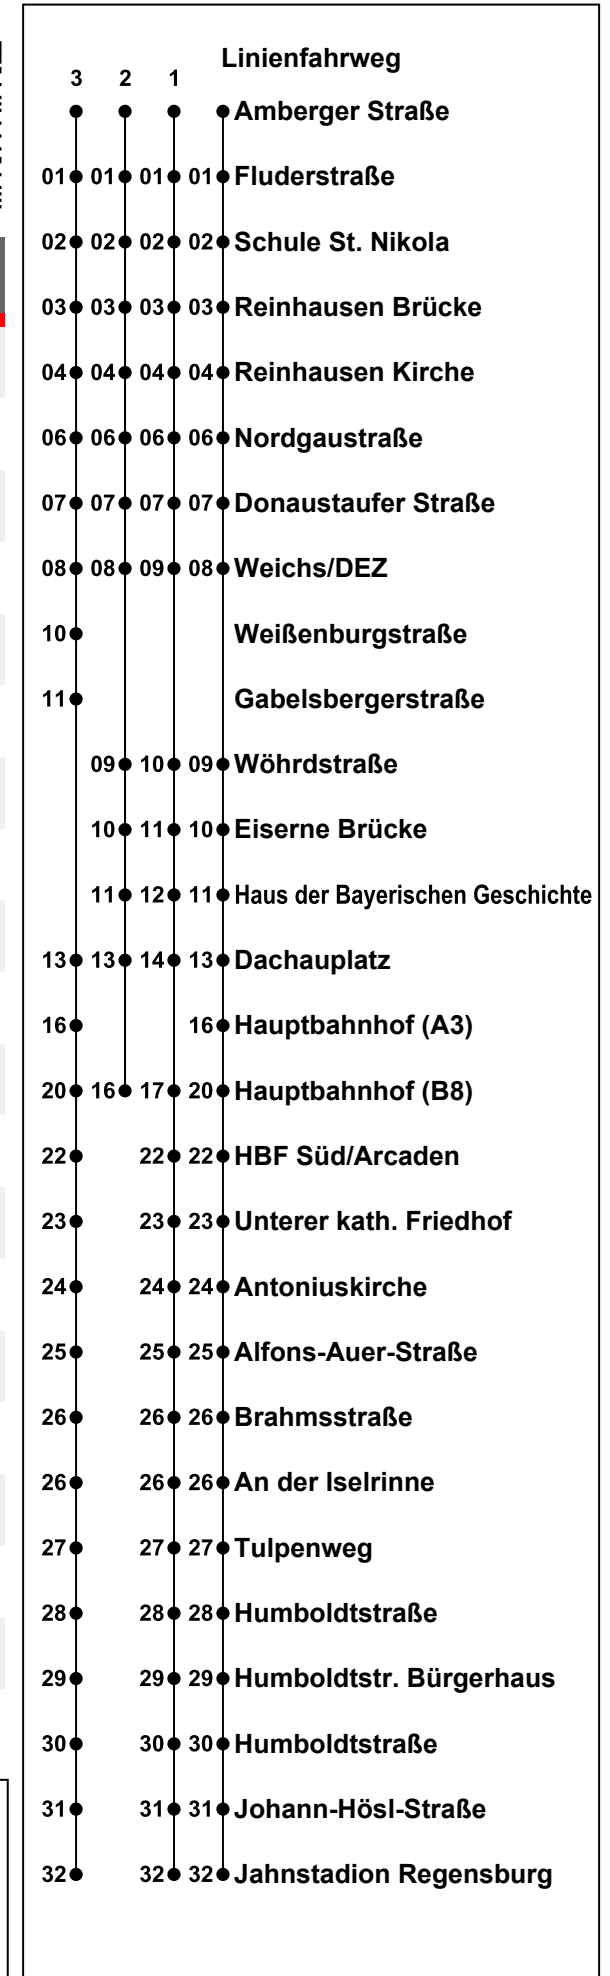 Linienfahrweg
3 2 1
Amberger Straße
01 01 01 01 Fluderstraße
02 02 02 02 Schule St. Nikola
03 03 03 03 Reinhausen Brücke
04 04 04 04 Reinhausen Kirche
06 06 06 06 Nordgaustraße
07 07 07 07 Donaustaufer Straße
08 08 09 08 Weichs/DEZ
10 Weißenburgstraße
11 Gabelsbergerstraße
09 10 09 Wöhrdstraße
10 11 10 Eiserne Brücke
11 12 11 Haus der Bayerischen Geschichte
13 13 14 13 Dachauplatz
16 16 Hauptbahnhof (A3)
20 16 17 20 Hauptbahnhof (B8)
22 22 22 HBF Süd/Arcaden
23 23 23 Unterer kath. Friedhof
24 24 24 Antoniuskirche
25 25 25 Alfons-Auer-Straße
26 26 26 Brahmsstraße
26 26 26 An der Iselrinne
27 27 27 Tulpenweg
28 28 28 Humboldtstraße
29 29 29 Humboldtstr. Bürgerhaus
30 30 30 Humboldtstraße
31 31 31 Johann-Hösl-Straße
32 32 32 Jahnstadion Regensburg